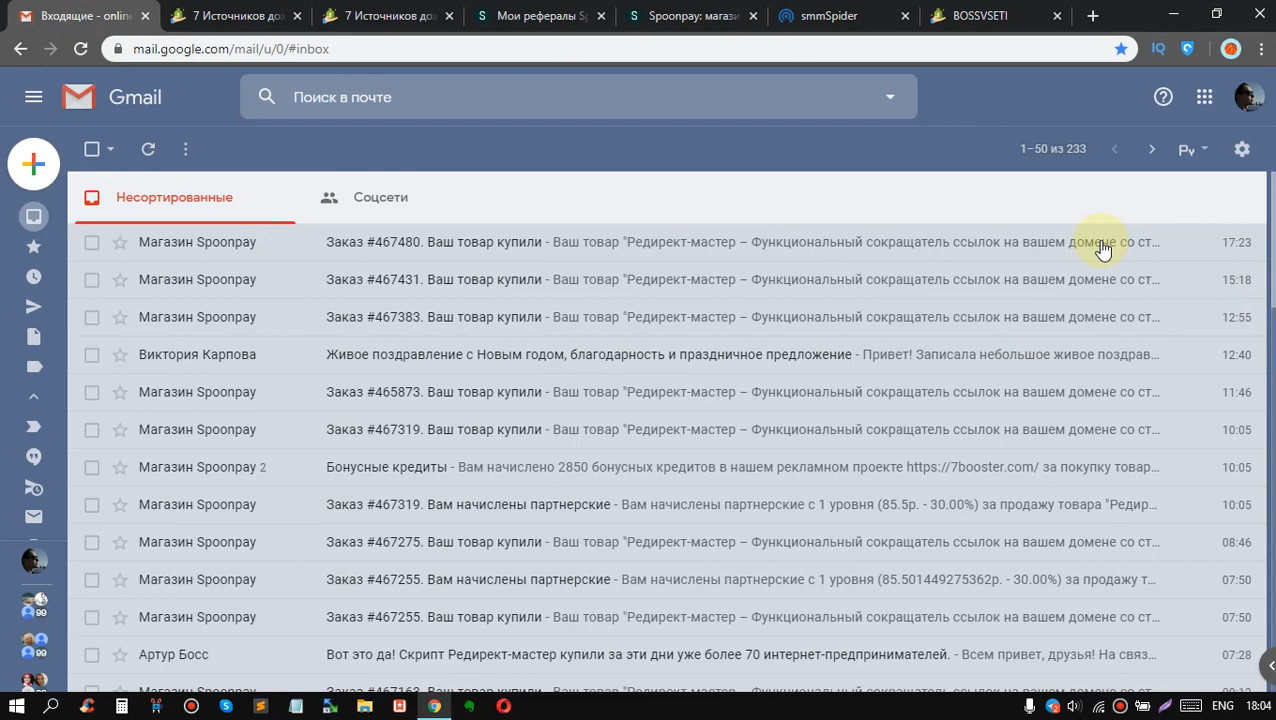 Входящие - online
7 Источников дох
7 Источников дох
Мои рефералы Sp
Spoonpay: магази
smmSpider
BOSSVSETI
mail.google.com/mail/u/0/#inbox
Gmail
Поиск в почте
1–50 из 233
Ру
Несортированные
Соцсети
Магазин Spoonpay Заказ #467480. Ваш товар купили - Ваш товар "Редирект-мастер – Функциональный сокращатель ссылок на вашем домене со ст... 17:23
Магазин Spoonpay Заказ #467431. Ваш товар купили - Ваш товар "Редирект-мастер – Функциональный сокращатель ссылок на вашем домене со ст... 15:18
Магазин Spoonpay Заказ #467383. Ваш товар купили - Ваш товар "Редирект-мастер – Функциональный сокращатель ссылок на вашем домене со ст... 12:55
Виктория Карпова Живое поздравление с Новым годом, благодарность и праздничное предложение - Привет! Записала небольшое живое поздрав... 12:40
Магазин Spoonpay Заказ #465873. Ваш товар купили - Ваш товар "Редирект-мастер – Функциональный сокращатель ссылок на вашем домене со ст... 11:46
Магазин Spoonpay Заказ #467319. Ваш товар купили - Ваш товар "Редирект-мастер – Функциональный сокращатель ссылок на вашем домене со ст... 10:05
Магазин Spoonpay 2 Бонусные кредиты - Вам начислено 2850 бонусных кредитов в нашем рекламном проекте https://7booster.com/ за покупку товар... 10:05
Магазин Spoonpay Заказ #467319. Вам начислены партнерские - Вам начислены партнерские с 1 уровня (85.5р. - 30.00%) за продажу товара "Редир... 10:05
Магазин Spoonpay Заказ #467275. Ваш товар купили - Ваш товар "Редирект-мастер – Функциональный сокращатель ссылок на вашем домене со ст... 08:46
Магазин Spoonpay Заказ #467255. Вам начислены партнерские - Вам начислены партнерские с 1 уровня (85.501449275362р. - 30.00%) за продажу т... 07:50
Магазин Spoonpay Заказ #467255. Ваш товар купили - Ваш товар "Редирект-мастер – Функциональный сокращатель ссылок на вашем домене со ст... 07:50
Артур Босс Вот это да! Скрипт Редирект-мастер купили за эти дни уже более 70 интернет-предпринимателей. - Всем привет, друзья! На связ... 07:28
99
99
ENG 18:04